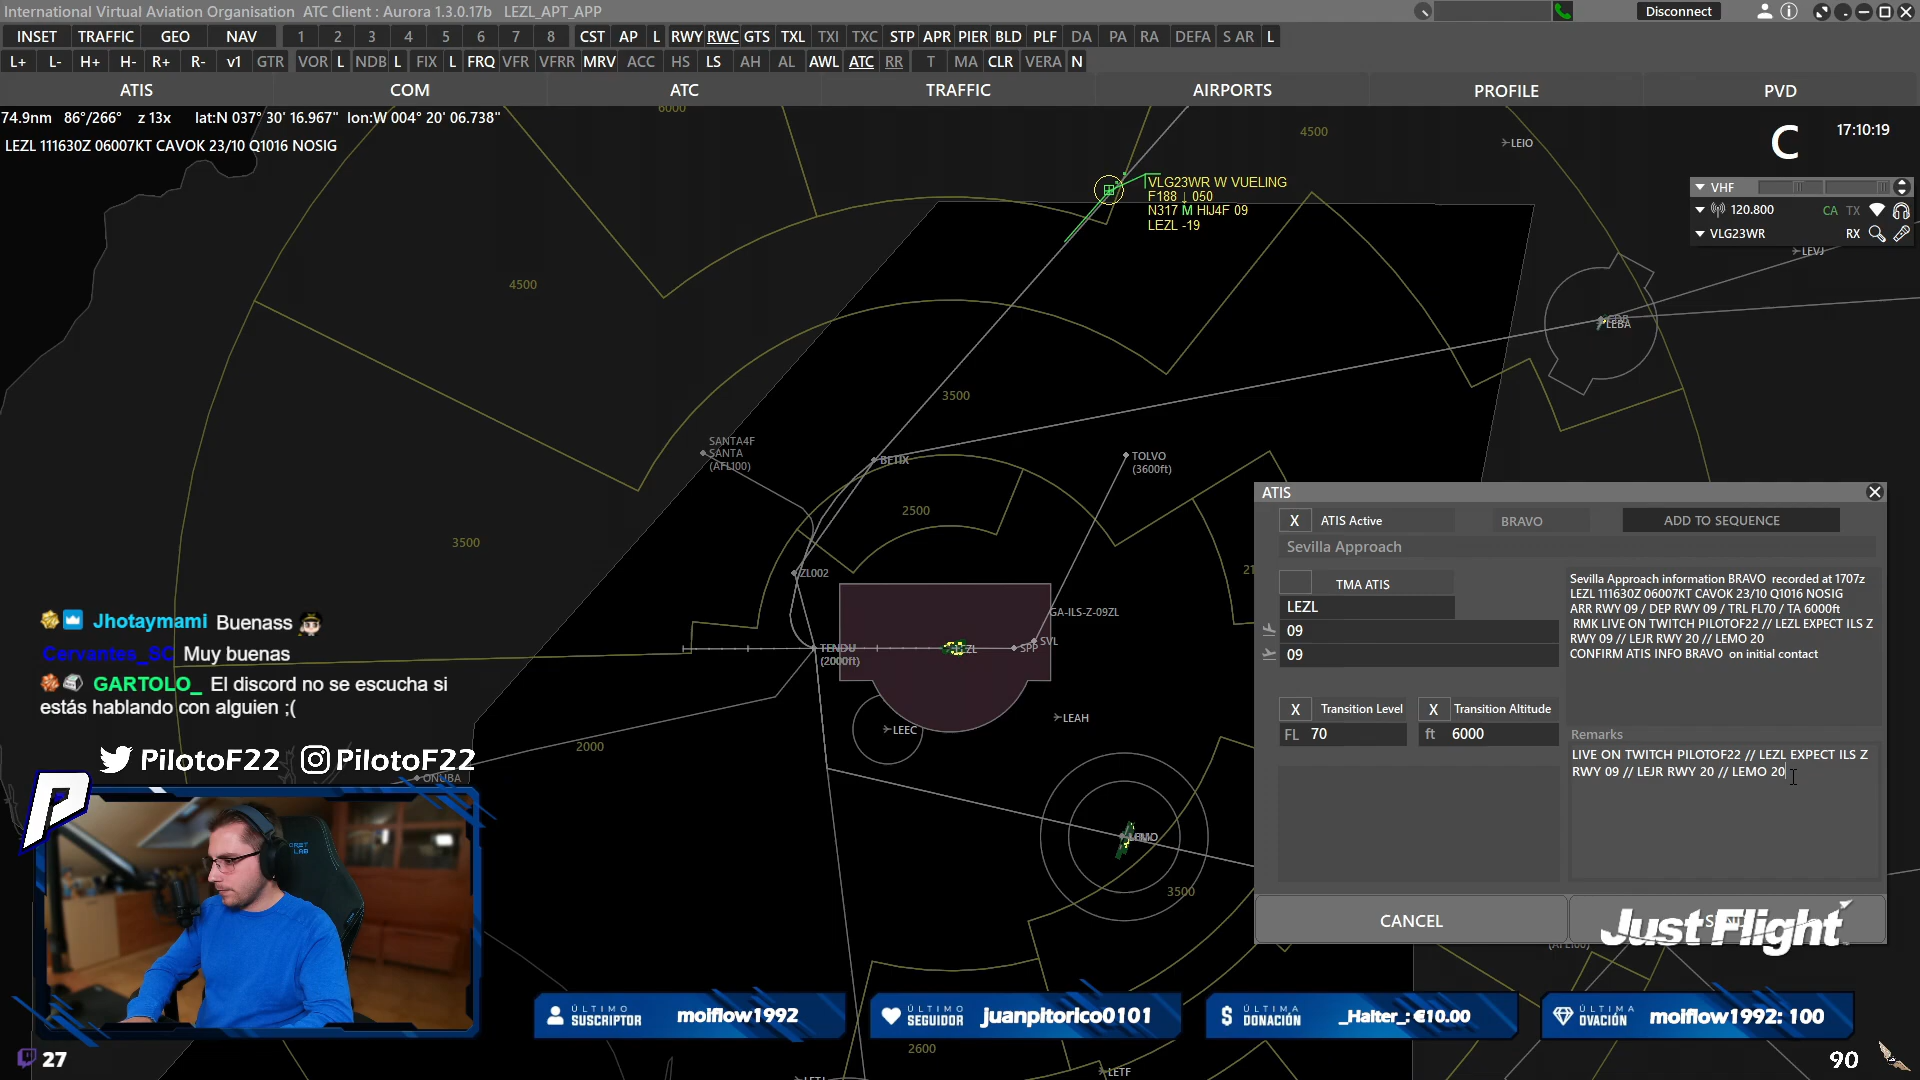 International Virtual Aviation Organisation ATC Client : Aurora 1.3.0.17b LEZL_APT_APP
Disconnect
INSET TRAFFIC GEO NAV 1 2 3 4 5 6 7 8 CST AP L RWY RWC GTS TXL TXI TXC STP APR PIER BLD PLF DA PA RA DEFA S AR L
L+ L- H+ H- R+ R- v1 GTR VOR L NDB L FIX L FRQ VFR VFRR MRV ACC HS LS AH AL AWL ATC RR T MA CLR VERA N
ATIS COM ATC TRAFFIC AIRPORTS PROFILE PVD
74.9nm 86°/266° z 13x lat:N 037° 30' 16.967" lon:W 004° 20' 06.738"
LEZL 111630Z 06007KT CAVOK 23/10 Q1016 NOSIG
C
17:10:19
VHF
120.800 CA TX
VLG23WR RX
6000
4500
LEIO
VLG23WR W VUELING
F188 ↓ 050
N317 M HIJ4F 09
LEZL -19
LEVJ
4500
LEBA
3500
SANTA4F
SANTA
(AFL100)
BETIX
TOLVO
(3600ft)
2500
3500
ZL002
GA-ILS-Z-09ZL
SVL
SPP
TENDU
(2000ft)
LEAH
LEEC
2000
ONUBA
3500
2600
LETF
ATIS
X ATIS Active BRAVO ADD TO SEQUENCE
Sevilla Approach
TMA ATIS
LEZL
09
09
X Transition Level X Transition Altitude
FL 70 ft 6000
Sevilla Approach information BRAVO recorded at 1707z
LEZL 111630Z 06007KT CAVOK 23/10 Q1016 NOSIG
ARR RWY 09 / DEP RWY 09 / TRL FL70 / TA 6000ft
RMK LIVE ON TWITCH PILOTOF22 // LEZL EXPECT ILS Z
RWY 09 // LEJR RWY 20 // LEMO 20
CONFIRM ATIS INFO BRAVO on initial contact
Remarks
LIVE ON TWITCH PILOTOF22 // LEZL EXPECT ILS Z
RWY 09 // LEJR RWY 20 // LEMO 20
CANCEL
Just Flight
Jhotaymami Buenass
Cervantes_SC Muy buenas
GARTOLO_ El discord no se escucha si
estás hablando con alguien ;(
PilotoF22 PilotoF22
P
ÚLTIMO SUSCRIPTOR moiflow1992
ÚLTIMO SEGUIDOR juanpitorico0101
ÚLTIMA DONACIÓN _Halter_: €10.00
ÚLTIMA OVACIÓN moiflow1992: 100
27
90